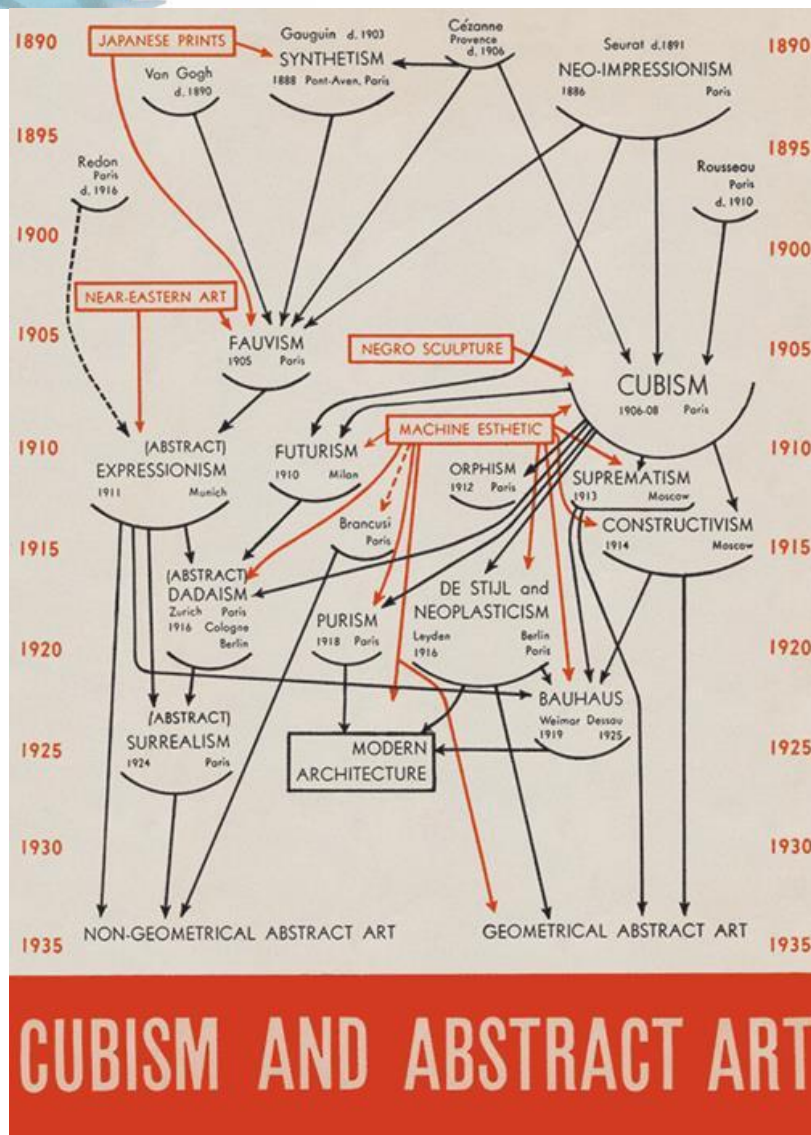 1890
JAPANESE PRINTS
Gauguin d. 1903
SYNTHETISM
1888 Pont-Aven, Paris
Cézanne
Provence
d. 1906
Seurat d.1891
NEO-IMPRESSIONISM
1886 Paris
1890
Van Gogh
d. 1890
1895
1895
Redon
Paris
d. 1916
Rousseau
Paris
d. 1910
1900
1900
NEAR-EASTERN ART
1905
FAUVISM
1905 Paris
NEGRO SCULPTURE
1905
CUBISM
1906-08 Paris
1910
(ABSTRACT)
EXPRESSIONISM
1911 Munich
FUTURISM
1910 Milan
MACHINE ESTHETIC
ORPHISM
1912 Paris
SUPREMATISM
1913 Moscow
1910
Brancusi
Paris
CONSTRUCTIVISM
1914 Moscow
1915
1915
(ABSTRACT)
DADAISM
Zurich Paris
1916 Cologne
Berlin
PURISM
1918 Paris
DE STIJL and
NEOPLASTICISM
Leyden Berlin
1916 Paris
1920
1920
(ABSTRACT)
SURREALISM
1924 Paris
BAUHAUS
Weimar Dessau
1919 1925
1925
MODERN
ARCHITECTURE
1925
1930
1930
1935
NON-GEOMETRICAL ABSTRACT ART
GEOMETRICAL ABSTRACT ART
1935
CUBISM AND ABSTRACT ART